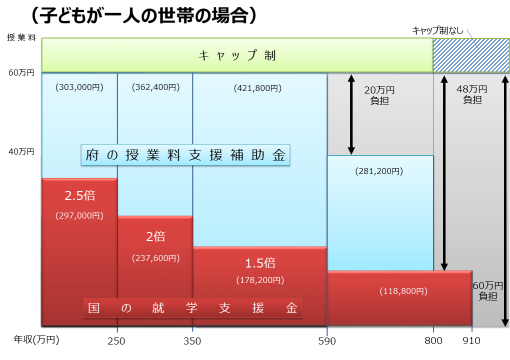 （子どもが一人の世帯の場合）
キャップ制なし
授業料
キャップ制
60万円
(303,000円)
(362,400円)
(421,800円)
20万円
負担
48万円
負担
40万円
府の授業料支援補助金
(281,200円)
2.5倍
(297,000円)
2倍
(237,600円)
1.5倍
(178,200円)
(118,800円)
60万円
負担
国の就学支援金
年収(万円)
250
350
590
800
910